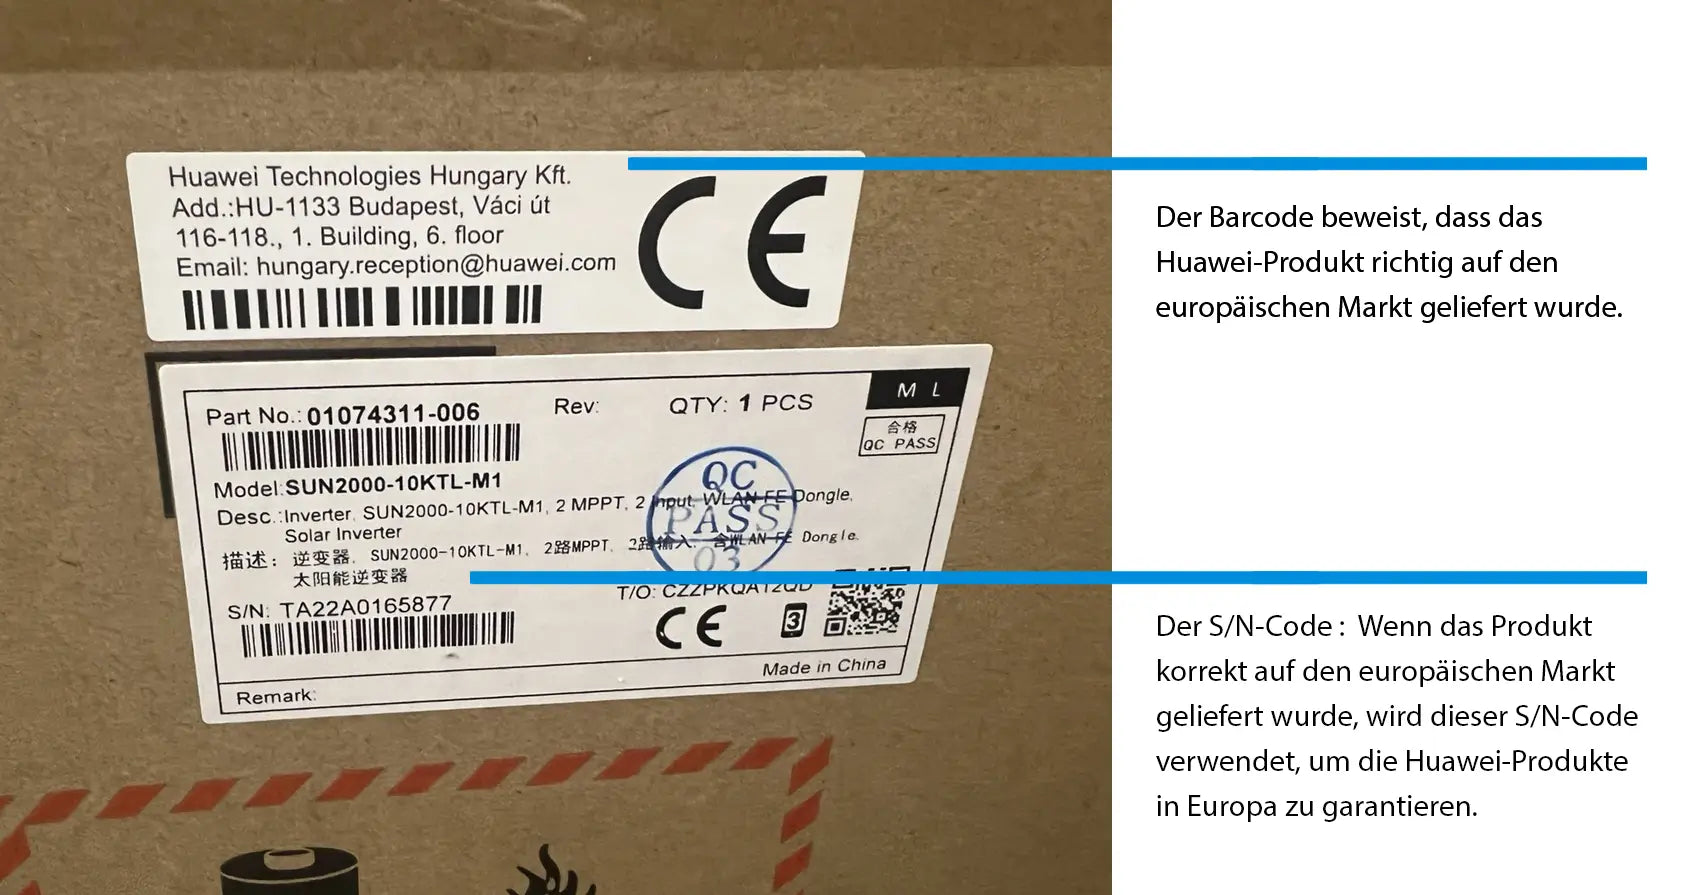 Huawei Technologies Hungary Kft.
Add.:HU-1133 Budapest, Váci út
116-118., 1. Building, 6. floor
Email: hungary.reception@huawei.com
CE
Part No.: 01074311-006 Rev: QTY: 1 PCS
M L
合格
QC PASS
Model:SUN2000-10KTL-M1
Desc.:Inverter, SUN2000-10KTL-M1, 2 MPPT, 2 Input, WLAN-FE Dongle,
Solar Inverter
描述: 逆变器, SUN2000-10KTL-M1, 2路MPPT, 2路输入, 含WLAN-FE Dongle,
太阳能逆变器
QC
PASS
03
S/N: TA22A0165877
T/O: CZZPKQA12QD
CE
3
Made in China
Remark:
Der Barcode beweist, dass das
Huawei-Produkt richtig auf den
europäischen Markt geliefert wurde.
Der S/N-Code : Wenn das Produkt
korrekt auf den europäischen Markt
geliefert wurde, wird dieser S/N-Code
verwendet, um die Huawei-Produkte
in Europa zu garantieren.